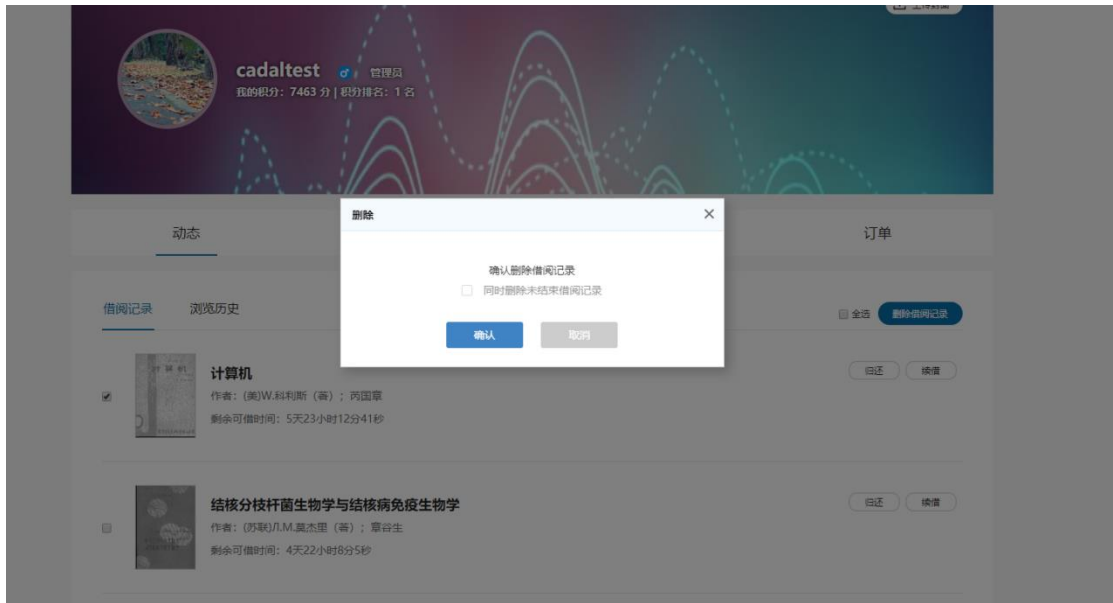 cadaltest 管理员
我的积分：7463 分 | 积分排名：1 名
动态
订单
删除
确认删除借阅记录
同时删除未结束借阅记录
确认
取消
借阅记录
浏览历史
全选
删除借阅记录
计算机
作者：(美)W.科利斯（著）；芮国章
剩余可借时间：5天23小时12分41秒
归还
续借
结核分枝杆菌生物学与结核病免疫生物学
作者：(苏联)Л.М.莫杰里（著）；章谷生
剩余可借时间：4天22小时8分5秒
归还
续借